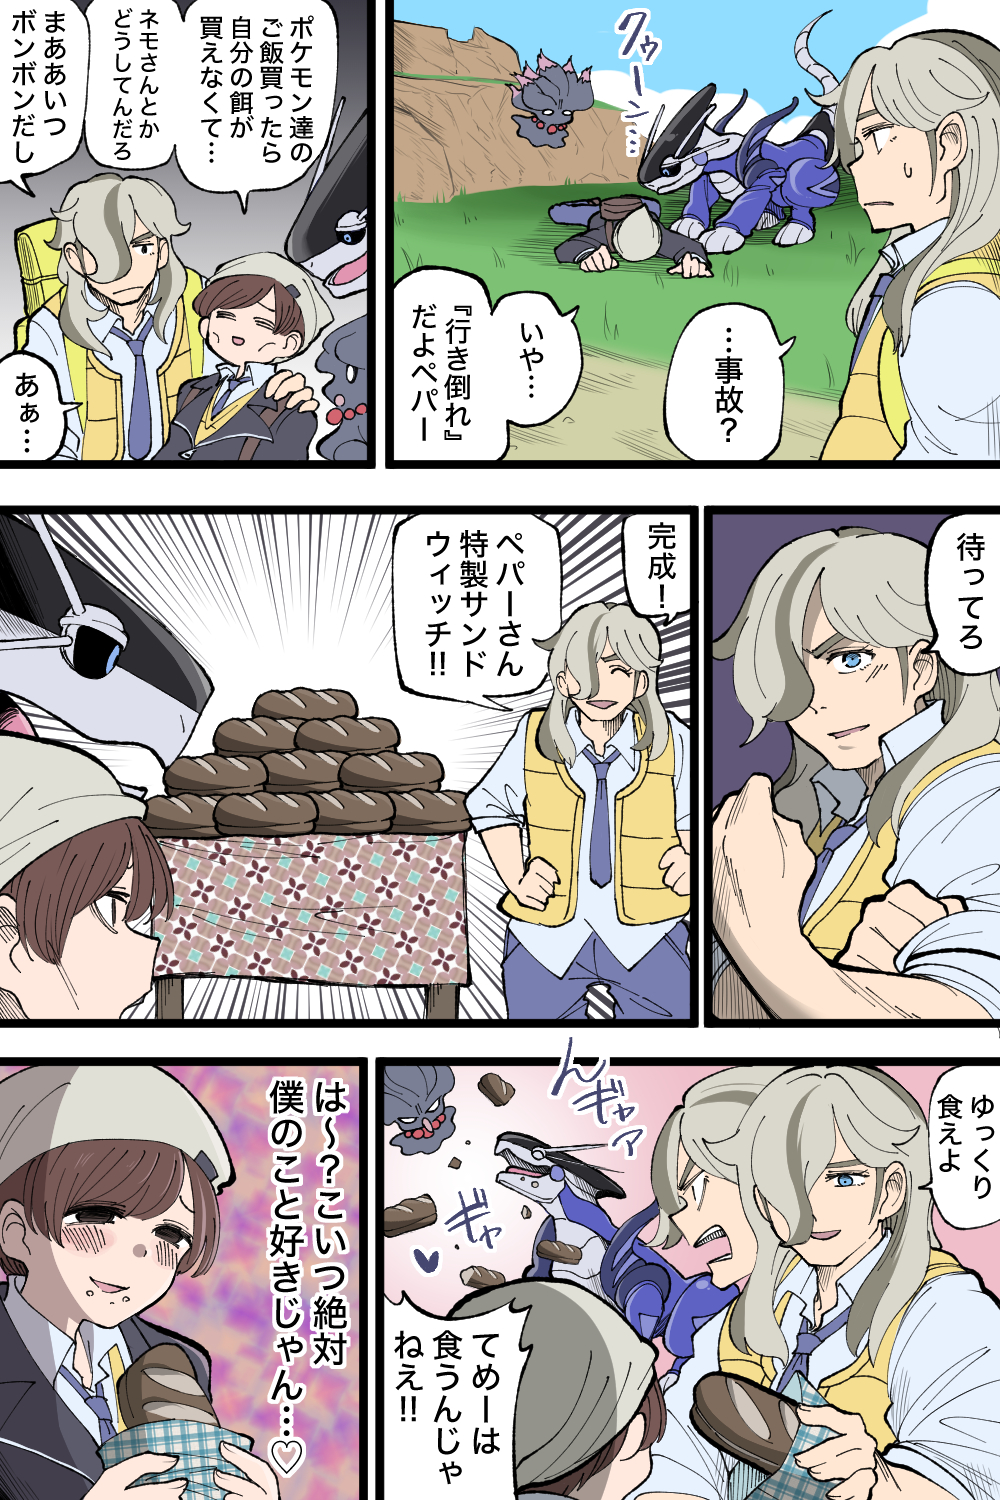 クゥーン…
…事故？
いや…
『行き倒れ』
だよペパー
ポケモン達の
ご飯買ったら
自分の餌が
買えなくて…
ネモさんとか
どうしてんだろ
まああいつ
ボンボンだし
あぁ…
待ってろ
完成！
ペパーさん
特製サンド
ウィッチ!!
ゆっくり
食えよ
んギャァァ
ギャ
てめーは
食うんじゃ
ねえ!!
は〜？こいつ絶対
僕のこと好きじゃん…♡